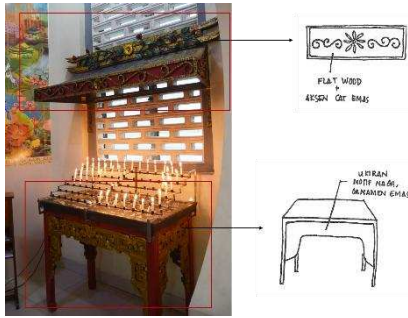 FLAT WOOD
+
AKSEN CAT EMAS
UKIRAN
MOTIF NAGA,
ORNAMEN EMAS